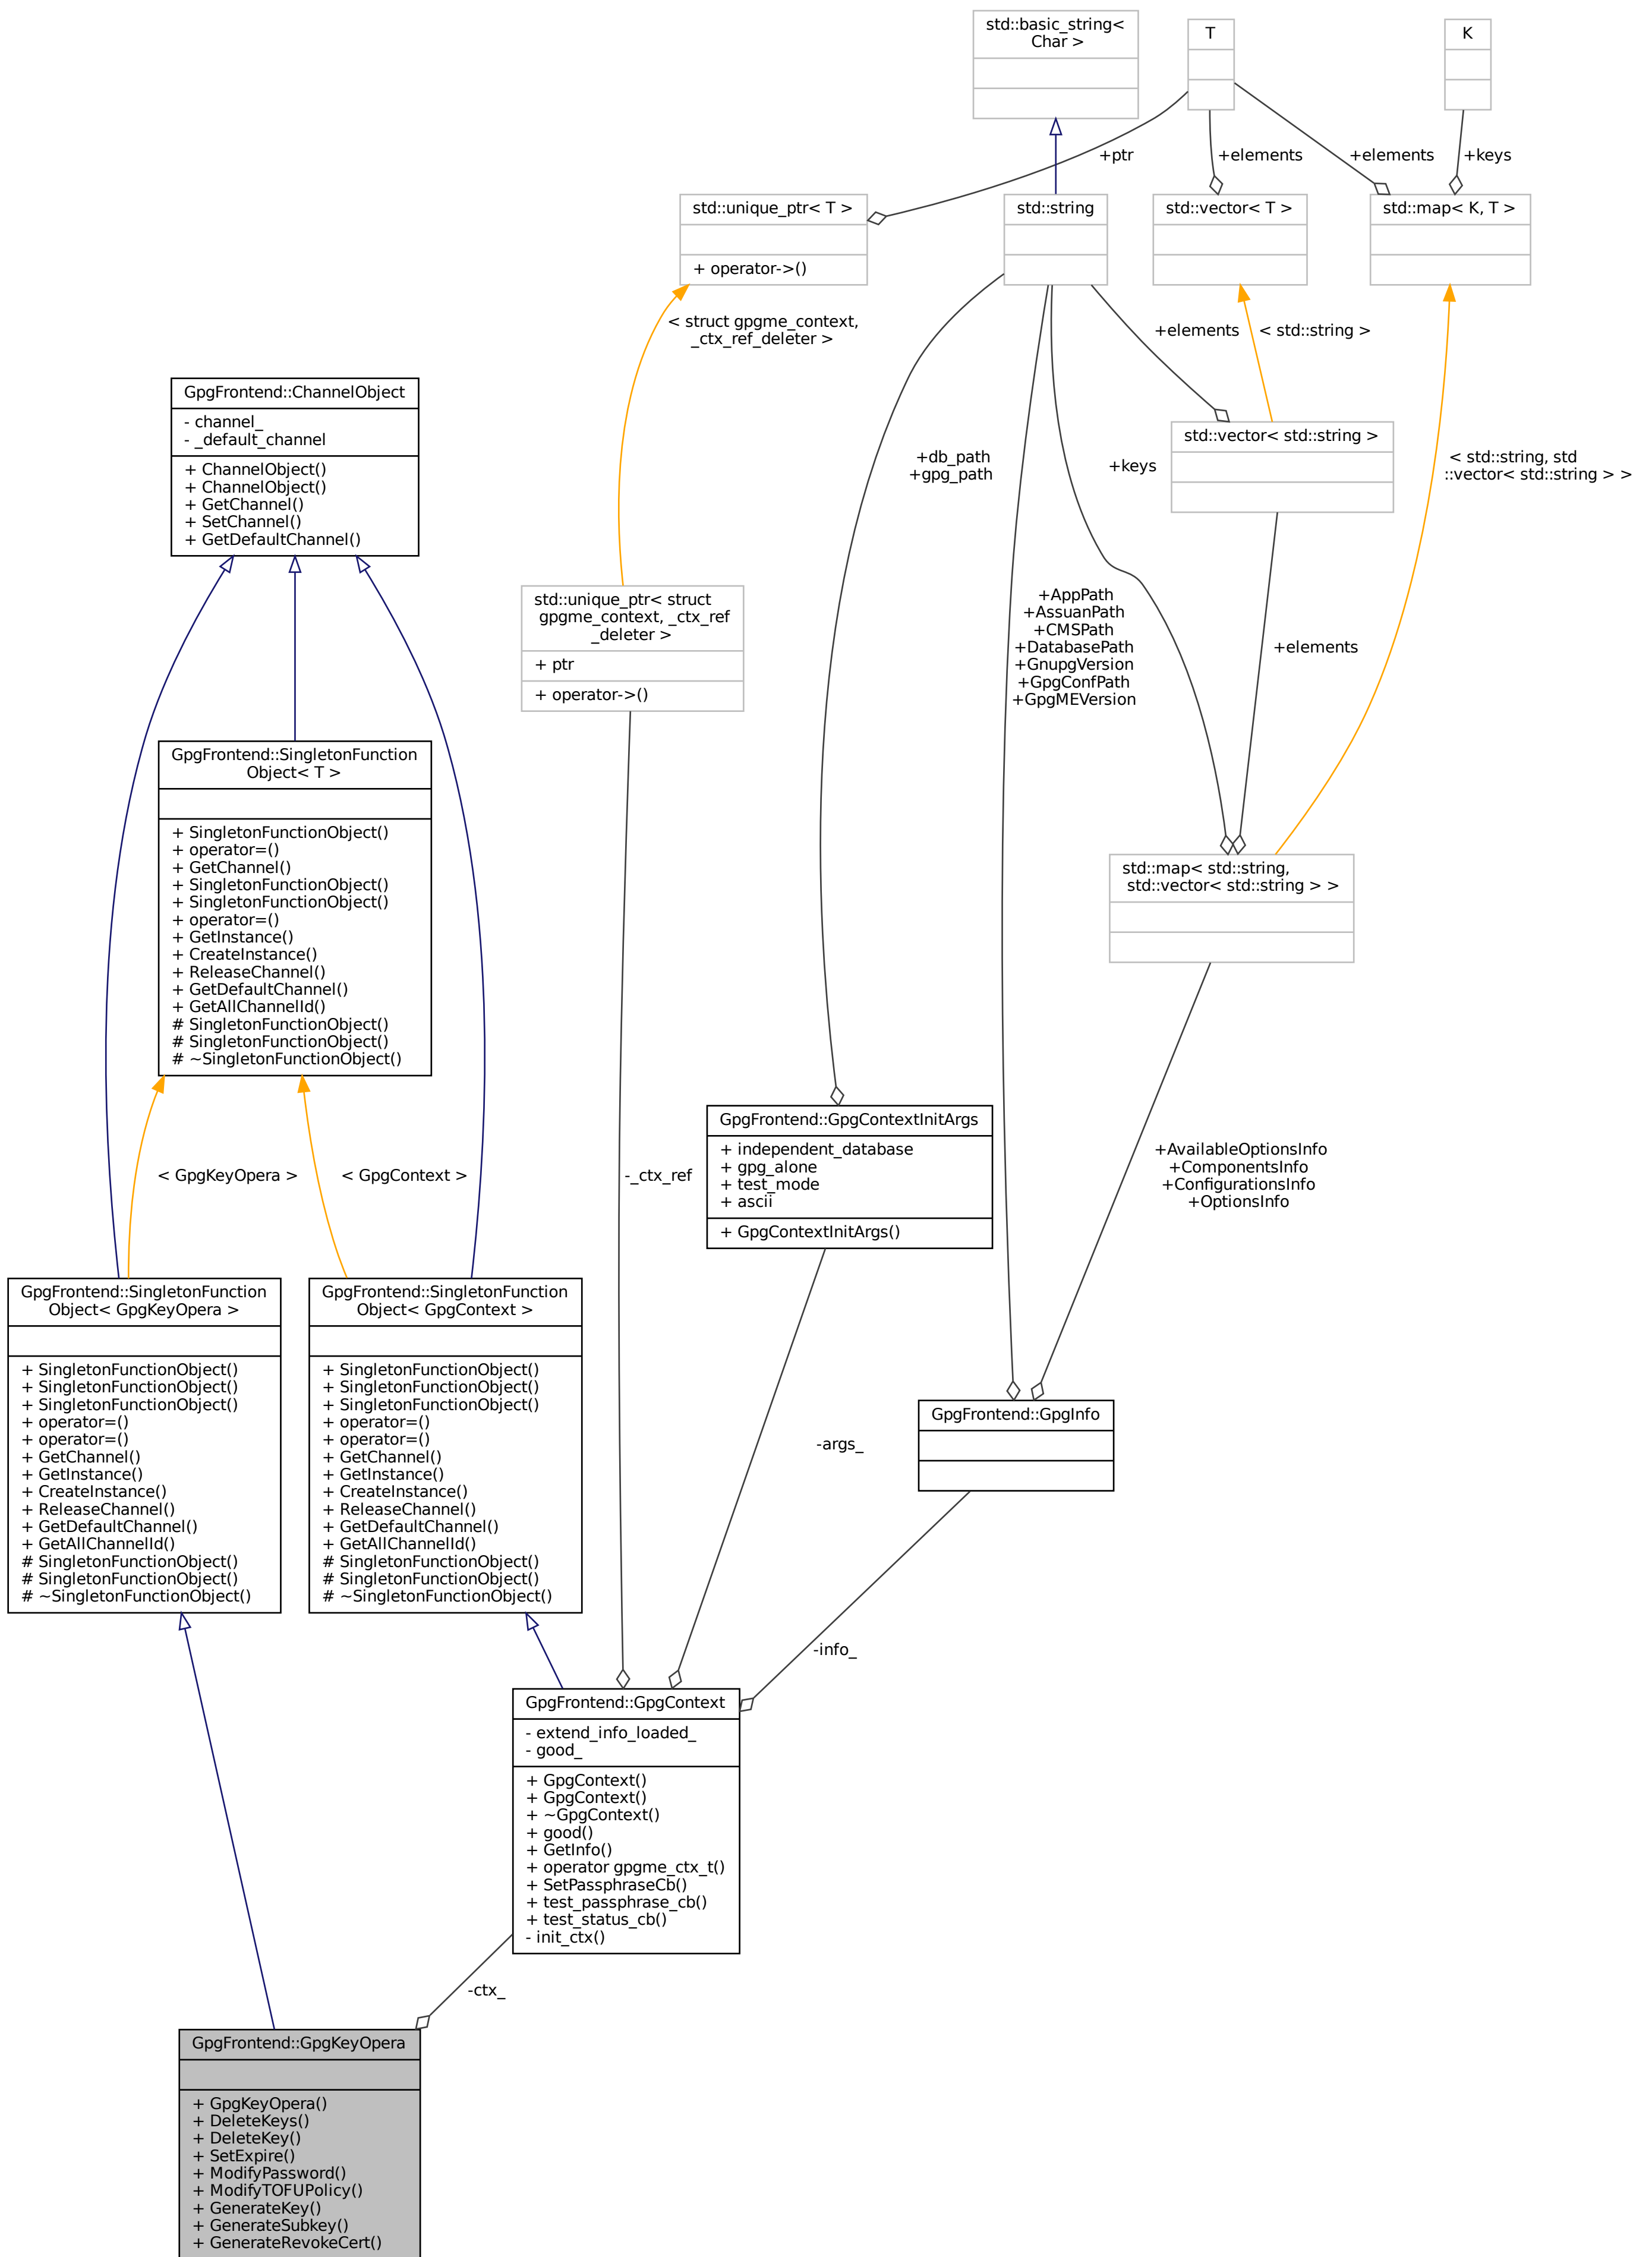 std::basic_string<
Char >
T
K
+ptr
+elements
+elements
+keys
std::unique_ptr< T >
+ operator->()
std::string
std::vector< T >
std::map< K, T >
< struct gpgme_context,
_ctx_ref_deleter >
+elements
< std::string >
GpgFrontend::ChannelObject
- channel_
- _default_channel
+ ChannelObject()
+ ChannelObject()
+ GetChannel()
+ SetChannel()
+ GetDefaultChannel()
std::vector< std::string >
+db_path
+gpg_path
+keys
< std::string, std
::vector< std::string > >
std::unique_ptr< struct
gpgme_context, _ctx_ref
_deleter >
+ ptr
+ operator->()
+AppPath
+AssuanPath
+CMSPath
+DatabasePath
+GnupgVersion
+GpgConfPath
+GpgMEVersion
+elements
GpgFrontend::SingletonFunction
Object< T >
+ SingletonFunctionObject()
+ operator=()
+ GetChannel()
+ SingletonFunctionObject()
+ SingletonFunctionObject()
+ operator=()
+ GetInstance()
+ CreateInstance()
+ ReleaseChannel()
+ GetDefaultChannel()
+ GetAllChannelId()
# SingletonFunctionObject()
# SingletonFunctionObject()
# ~SingletonFunctionObject()
std::map< std::string,
std::vector< std::string > >
< GpgKeyOpera >
< GpgContext >
-_ctx_ref
GpgFrontend::GpgContextInitArgs
+ independent_database
+ gpg_alone
+ test_mode
+ ascii
+ GpgContextInitArgs()
+AvailableOptionsInfo
+ComponentsInfo
+ConfigurationsInfo
+OptionsInfo
GpgFrontend::SingletonFunction
Object< GpgKeyOpera >
+ SingletonFunctionObject()
+ SingletonFunctionObject()
+ SingletonFunctionObject()
+ operator=()
+ operator=()
+ GetChannel()
+ GetInstance()
+ CreateInstance()
+ ReleaseChannel()
+ GetDefaultChannel()
+ GetAllChannelId()
# SingletonFunctionObject()
# SingletonFunctionObject()
# ~SingletonFunctionObject()
GpgFrontend::SingletonFunction
Object< GpgContext >
+ SingletonFunctionObject()
+ SingletonFunctionObject()
+ SingletonFunctionObject()
+ operator=()
+ operator=()
+ GetChannel()
+ GetInstance()
+ CreateInstance()
+ ReleaseChannel()
+ GetDefaultChannel()
+ GetAllChannelId()
# SingletonFunctionObject()
# SingletonFunctionObject()
# ~SingletonFunctionObject()
-args_
GpgFrontend::GpgInfo
-info_
GpgFrontend::GpgContext
- extend_info_loaded_
- good_
+ GpgContext()
+ GpgContext()
+ ~GpgContext()
+ good()
+ GetInfo()
+ operator gpgme_ctx_t()
+ SetPassphraseCb()
+ test_passphrase_cb()
+ test_status_cb()
- init_ctx()
-ctx_
GpgFrontend::GpgKeyOpera
+ GpgKeyOpera()
+ DeleteKeys()
+ DeleteKey()
+ SetExpire()
+ ModifyPassword()
+ ModifyTOFUPolicy()
+ GenerateKey()
+ GenerateSubkey()
+ GenerateRevokeCert()